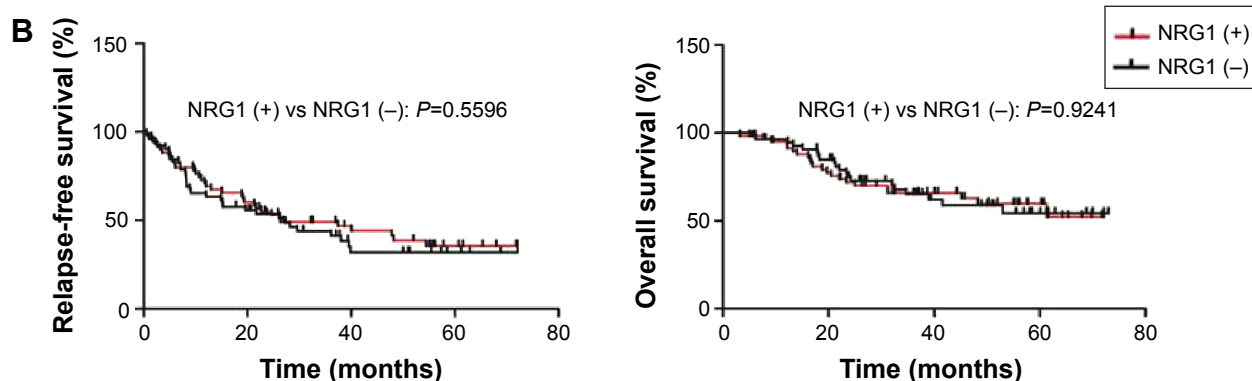 B
Relapse-free survival (%)
150
100
50
0
NRG1 (+) vs NRG1 (–): P=0.5596
0 20 40 60 80
Time (months)
Overall survival (%)
150
100
50
0
NRG1 (+) vs NRG1 (–): P=0.9241
0 20 40 60 80
Time (months)
NRG1 (+)
NRG1 (–)